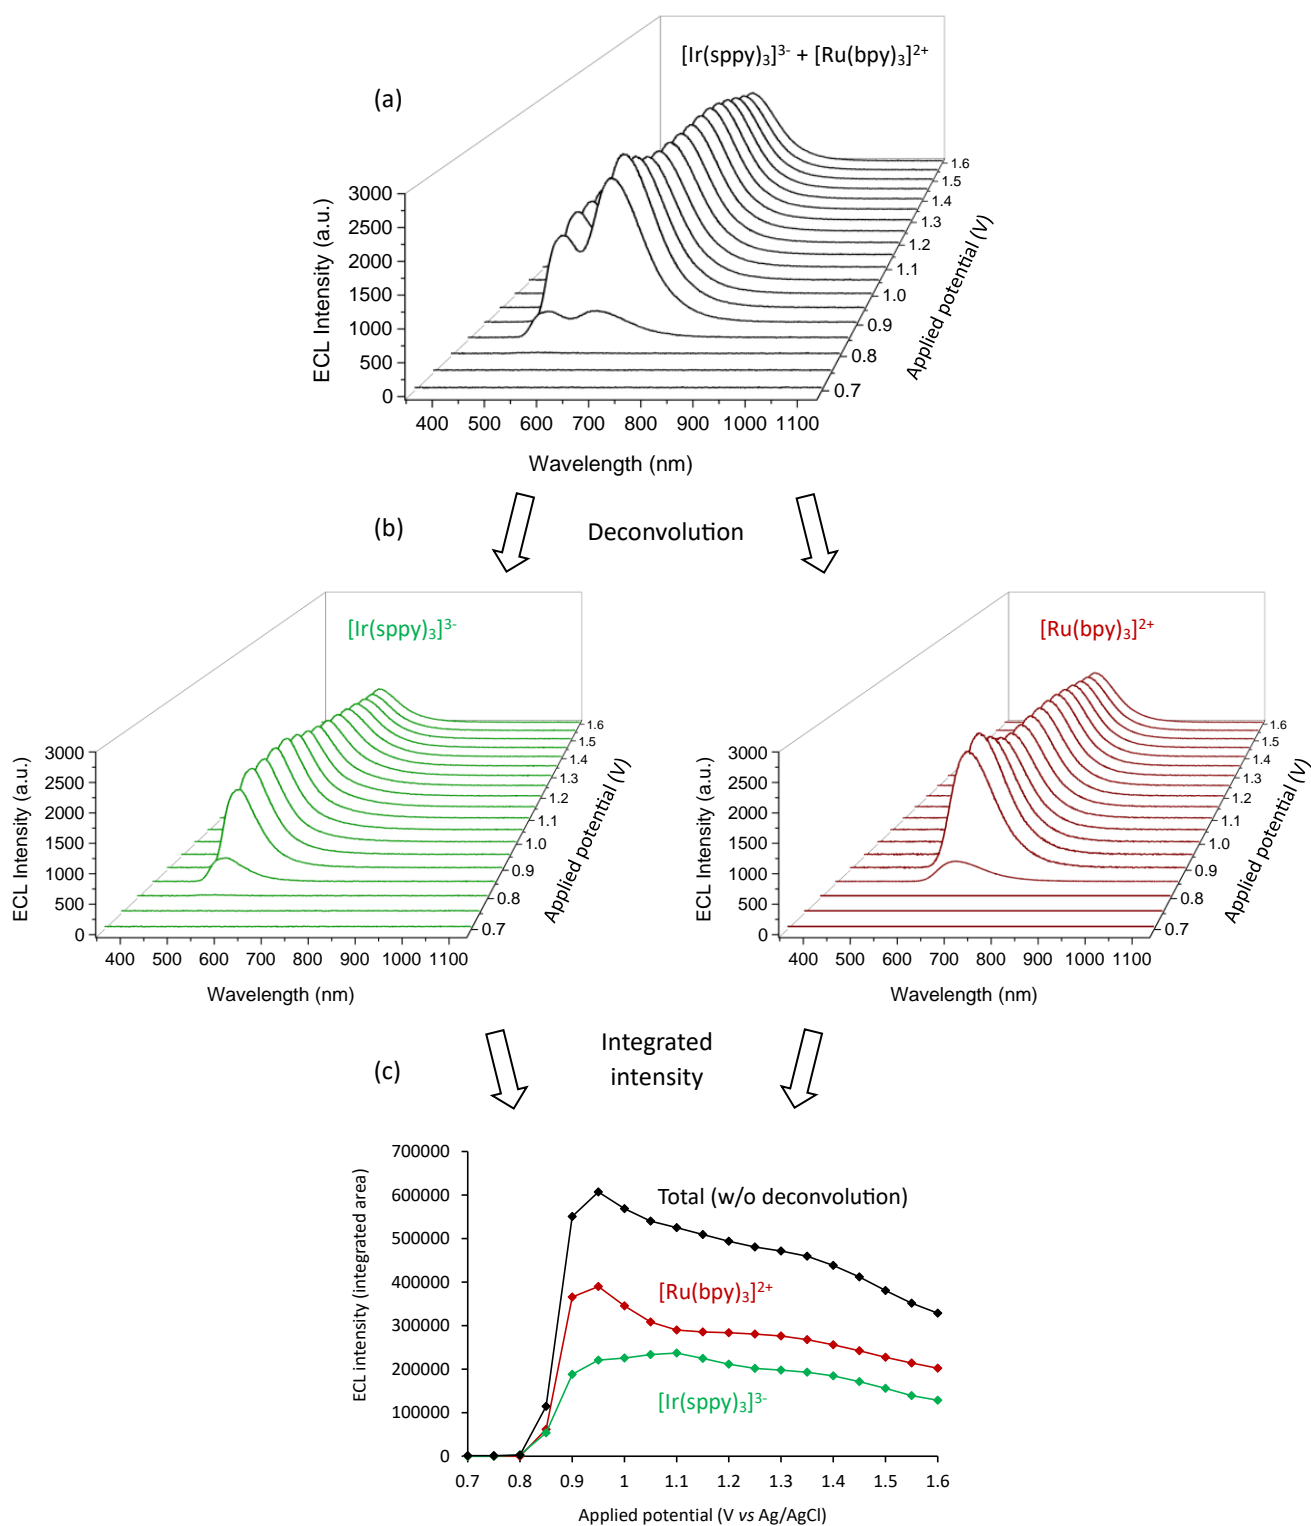 [Ir(sppy)₃]³⁻ + [Ru(bpy)₃]²⁺
(a)
ECL Intensity (a.u.)
3000
2500
2000
1500
1000
500
0
400 500 600 700 800 900 1000 1100
Wavelength (nm)
1.6
1.5
1.4
1.3
1.2
1.1
1.0
0.9
0.8
0.7
Applied potential (V)
(b)
Deconvolution
[Ir(sppy)₃]³⁻
ECL Intensity (a.u.)
3000
2500
2000
1500
1000
500
0
400 500 600 700 800 900 1000 1100
Wavelength (nm)
1.6
1.5
1.4
1.3
1.2
1.1
1.0
0.9
0.8
0.7
Applied potential (V)
[Ru(bpy)₃]²⁺
ECL Intensity (a.u.)
3000
2500
2000
1500
1000
500
0
400 500 600 700 800 900 1000 1100
Wavelength (nm)
1.6
1.5
1.4
1.3
1.2
1.1
1.0
0.9
0.8
0.7
Applied potential (V)
Integrated
intensity
(c)
ECL intensity (integrated area)
700000
600000
500000
400000
300000
200000
100000
0
Total (w/o deconvolution)
[Ru(bpy)₃]²⁺
[Ir(sppy)₃]³⁻
0.7 0.8 0.9 1 1.1 1.2 1.3 1.4 1.5 1.6
Applied potential (V vs Ag/AgCl)